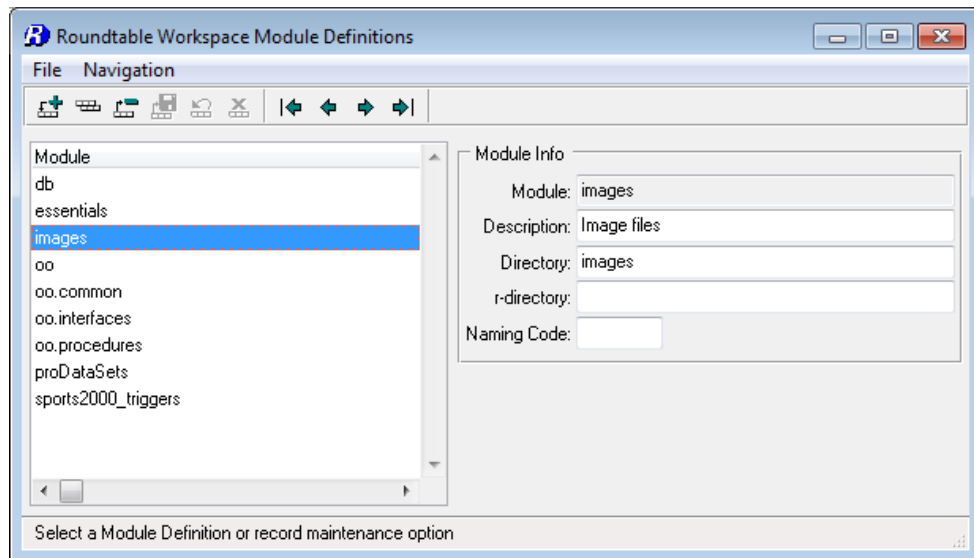 Roundtable Workspace Module Definitions
File Navigation
Module
db
essentials
images
oo
oo.common
oo.interfaces
oo.procedures
proDataSets
sports2000_triggers
Module Info
Module: images
Description: Image files
Directory: images
r-directory:
Naming Code:
Select a Module Definition or record maintenance option